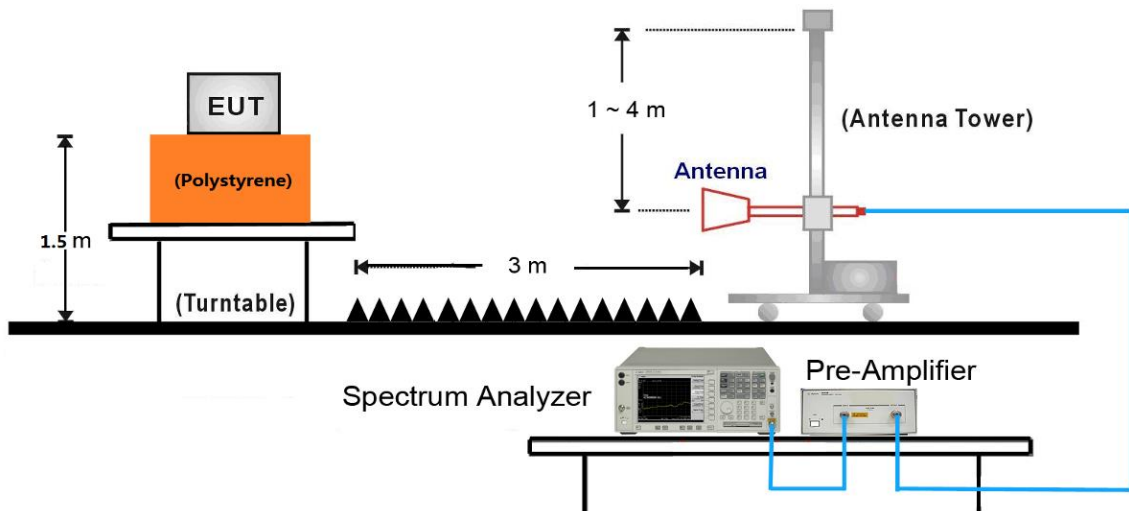 EUT
(Polystyrene)
1.5 m
(Turntable)
3 m
1 ~ 4 m
(Antenna Tower)
Antenna
Spectrum Analyzer
Pre-Amplifier